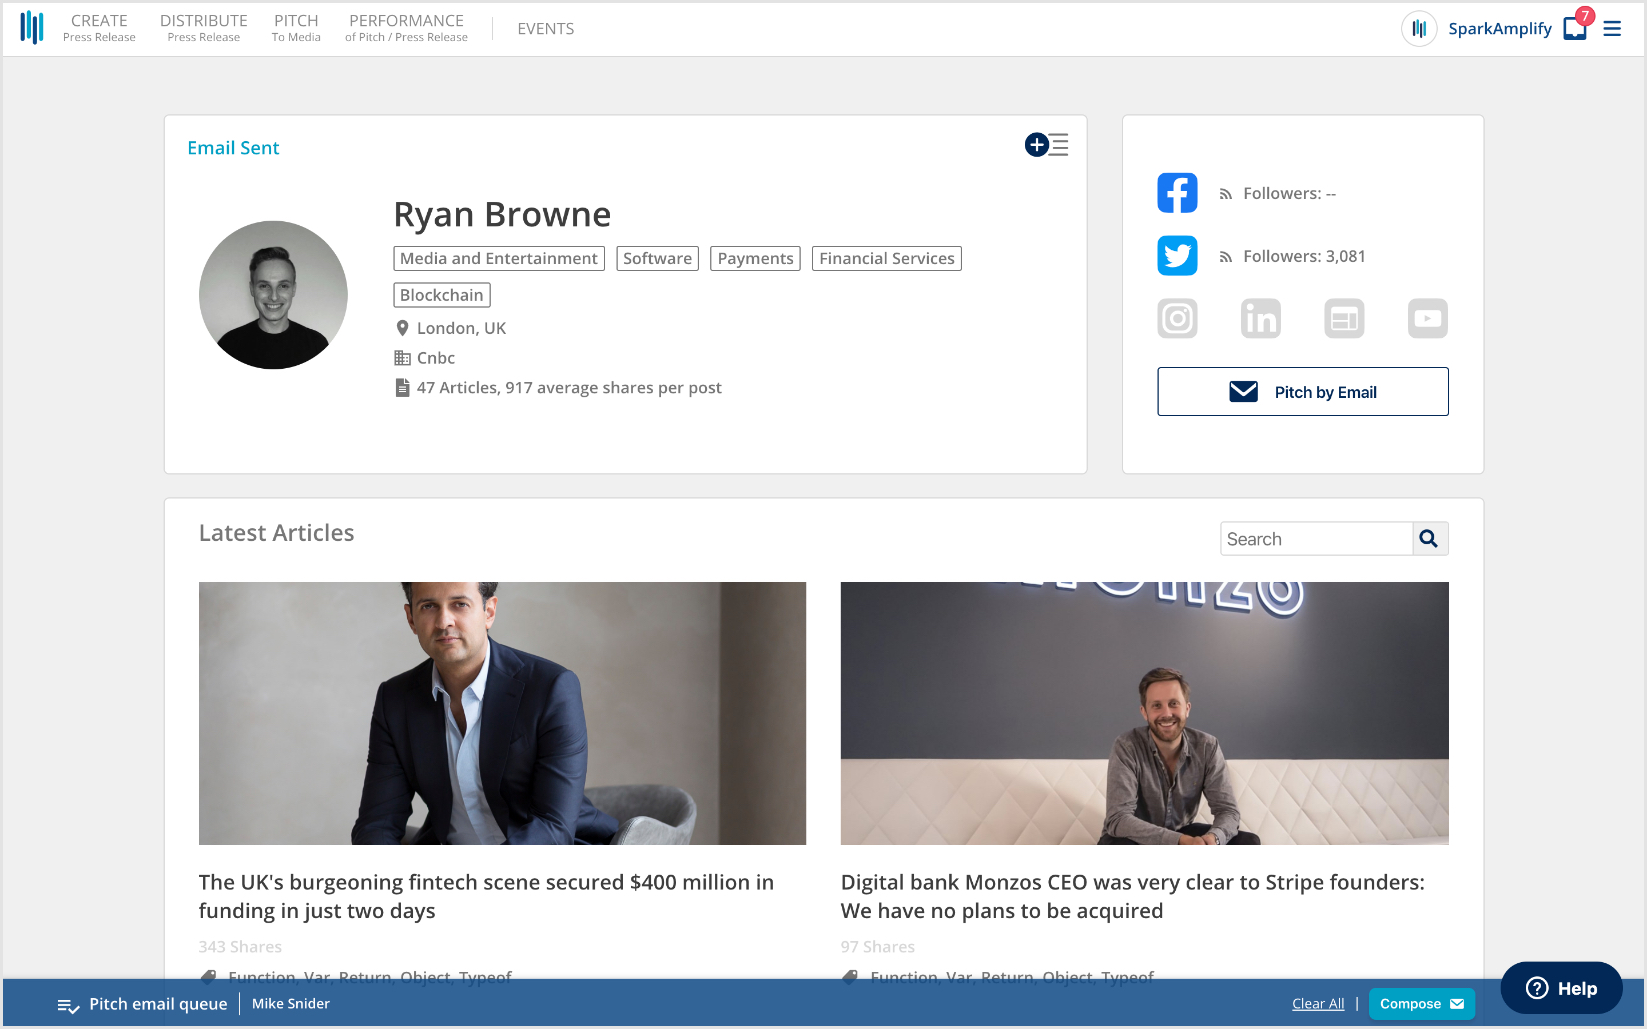 CREATE
Press Release
DISTRIBUTE
Press Release
PITCH
To Media
PERFORMANCE
of Pitch / Press Release
EVENTS
SparkAmplify
7
Email Sent
Ryan Browne
Media and Entertainment
Software
Payments
Financial Services
Blockchain
London, UK
Cnbc
47 Articles, 917 average shares per post
Followers: --
Followers: 3,081
Pitch by Email
Latest Articles
Search
The UK's burgeoning fintech scene secured $400 million in
funding in just two days
343 Shares
Function, Var, Return, Object, Typeof
Digital bank Monzos CEO was very clear to Stripe founders:
We have no plans to be acquired
97 Shares
Function, Var, Return, Object, Typeof
Pitch email queue
Mike Snider
Clear All |
Compose
Help